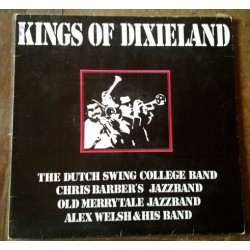 KINGS OF DIXIELAND
THE DUTCH SWING COLLEGE BAND
CHRIS BARBER'S JAZZBAND
OLD MERRYTALE JAZZBAND
ALEX WELSH & HIS BAND